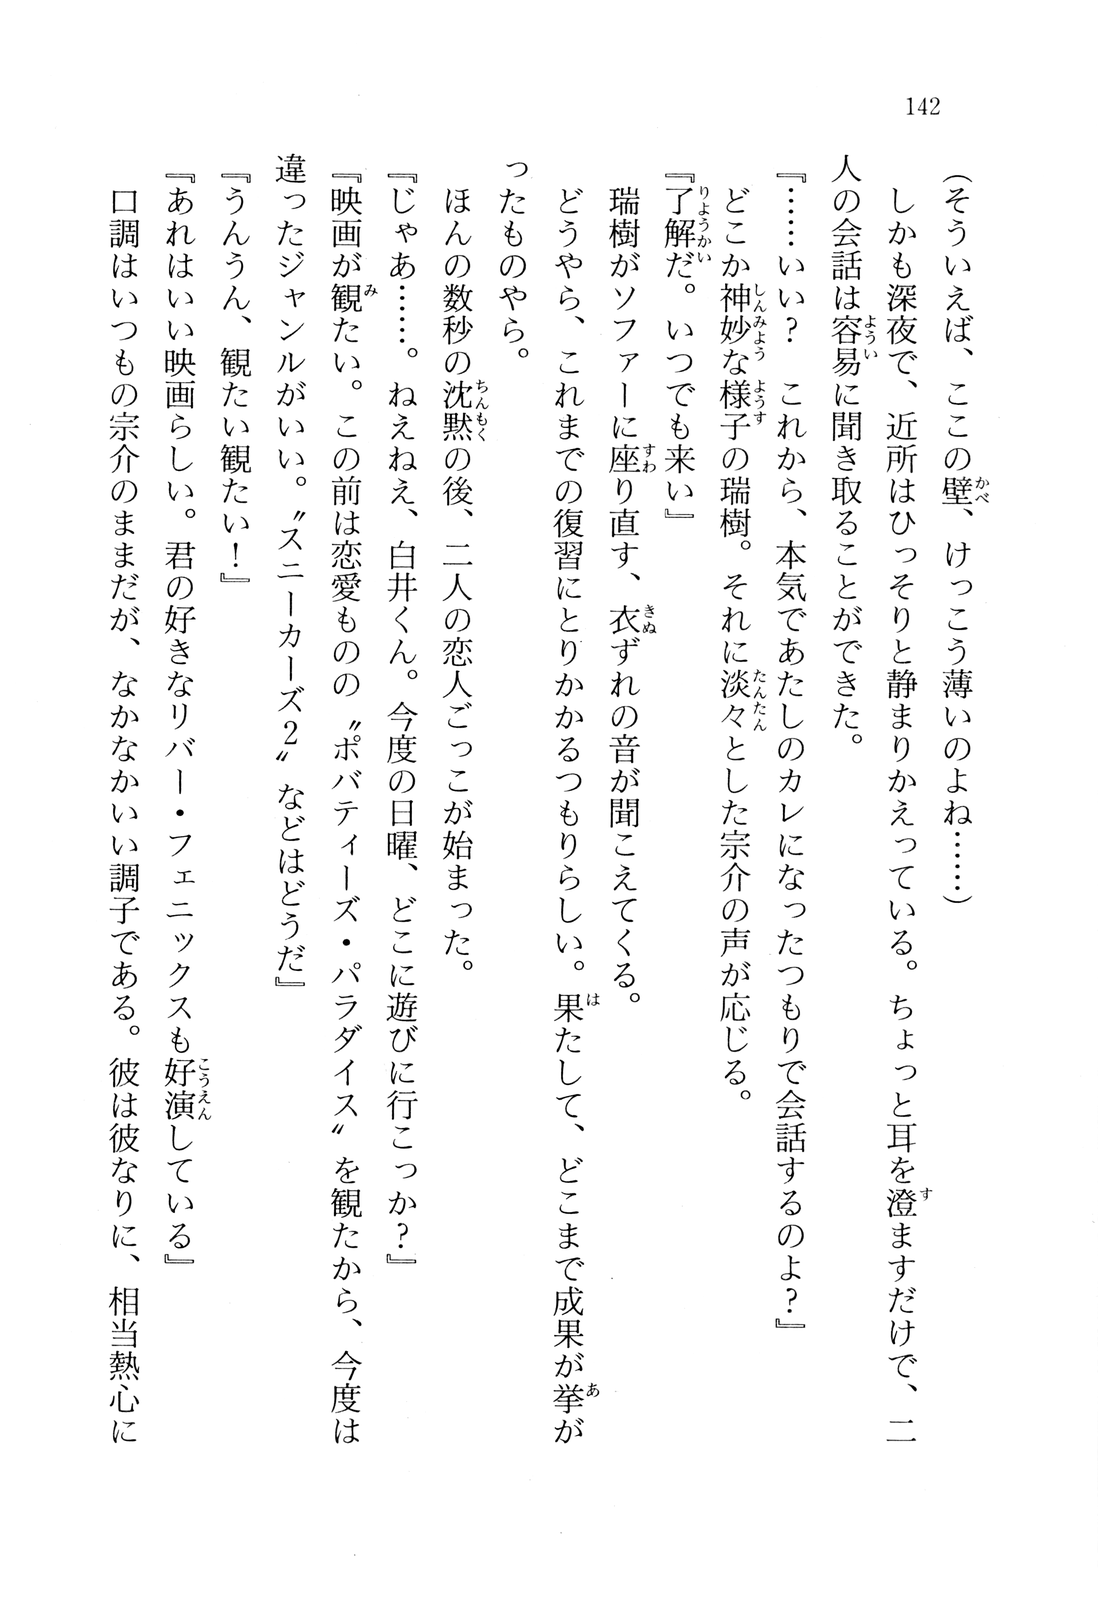 142
（そういえば、ここの壁、けっこう薄いのよね……）
しかも深夜で、近所はひっそりと静まりかえっている。ちょっと耳を澄ますだけで、二
人の会話は容易に聞き取ることができた。
『……いい？　これから、本気であたしのカレになったつもりで会話するのよ？』
どこか神妙な様子の瑞樹。それに淡々とした宗介の声が応じる。
『了解だ。いつでも来い』
瑞樹がソファーに座り直す、衣ずれの音が聞こえてくる。
どうやら、これまでの復習にとりかかるつもりらしい。果たして、どこまで成果が挙が
ったものやら。
ほんの数秒の沈黙の後、二人の恋人ごっこが始まった。
『じゃあ……。ねえねえ、白井くん。今度の日曜、どこに遊びに行こっか？』
『映画が観たい。この前は恋愛ものの〝ポバティーズ・パラダイス〟を観たから、今度は
違ったジャンルがいい。〝スニーカーズ２〟などはどうだ』
『うんうん、観たい観たい！』
『あれはいい映画らしい。君の好きなリバー・フェニックスも好演している』
口調はいつもの宗介のままだが、なかなかいい調子である。彼は彼なりに、相当熱心に